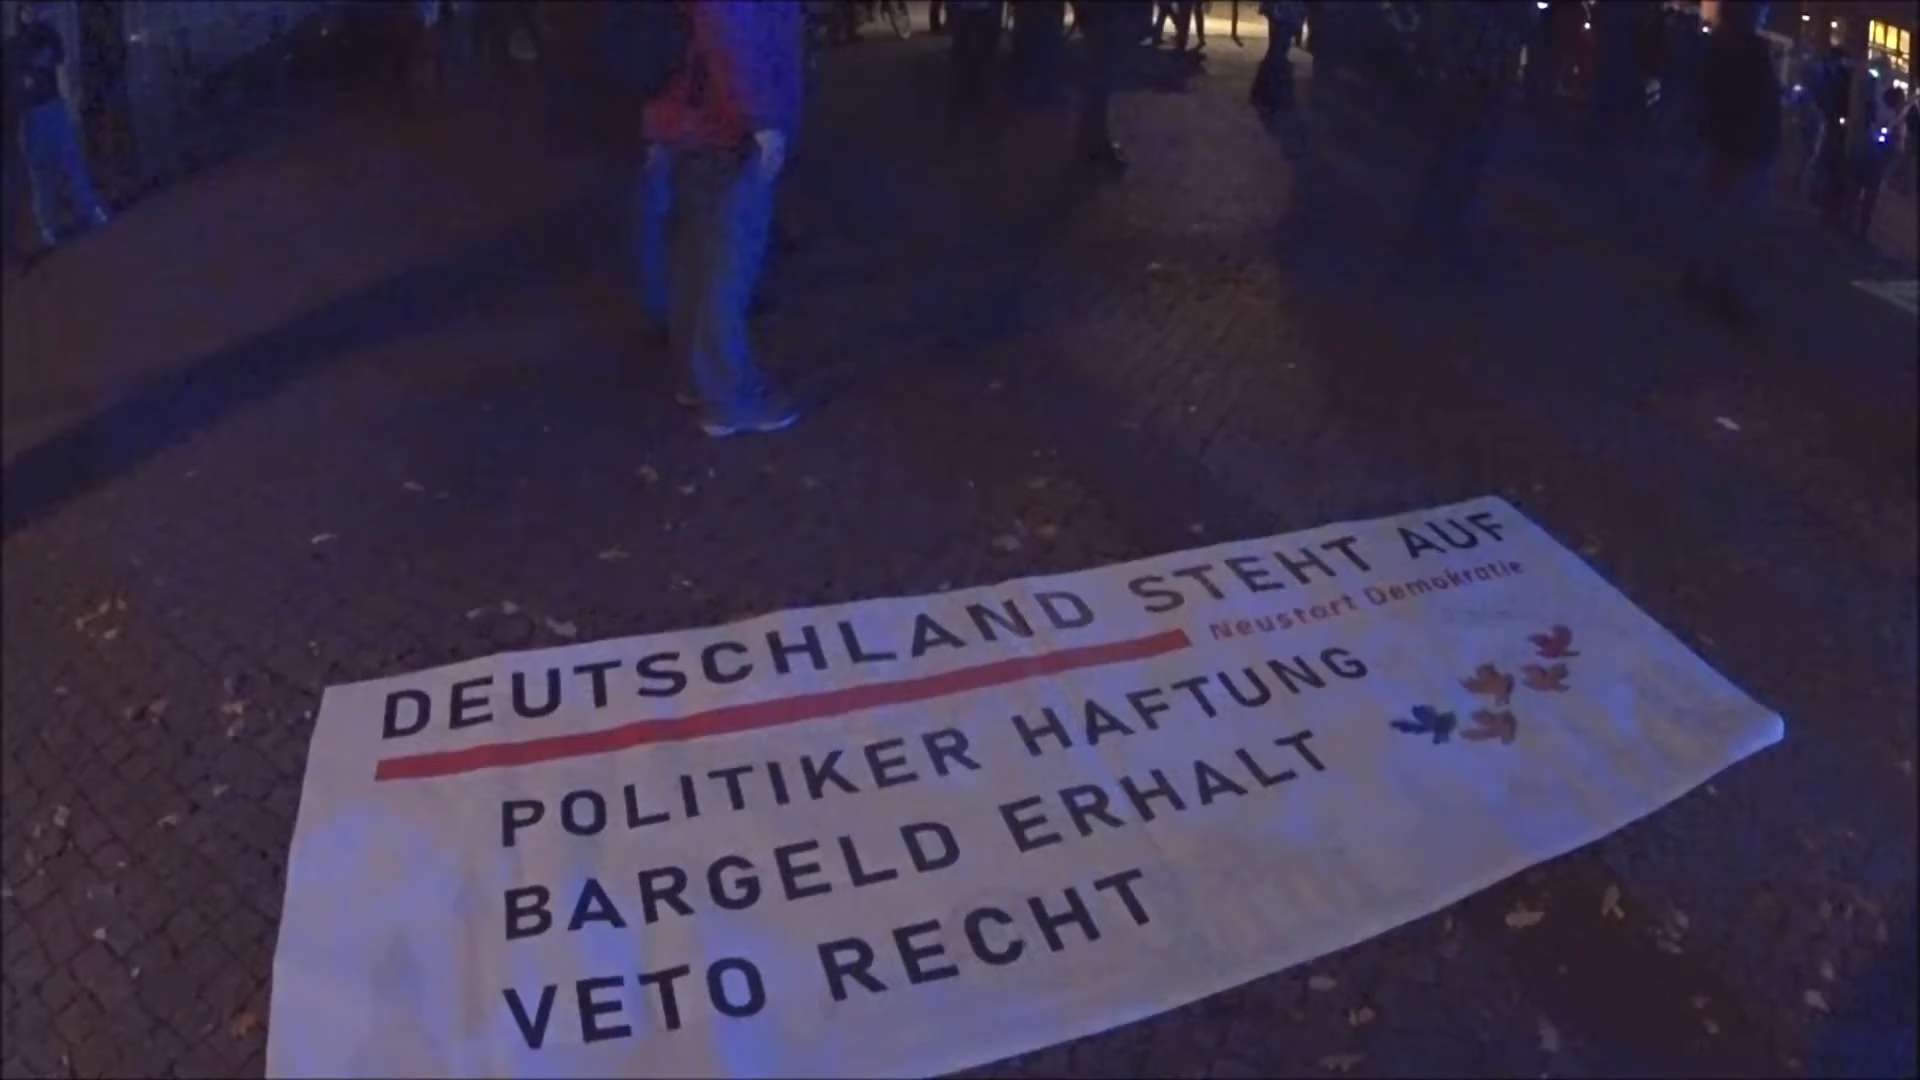 DEUTSCHLAND STEHT AUF
Neustart Demokratie
POLITIKER HAFTUNG
BARGELD ERHALT
VETO RECHT